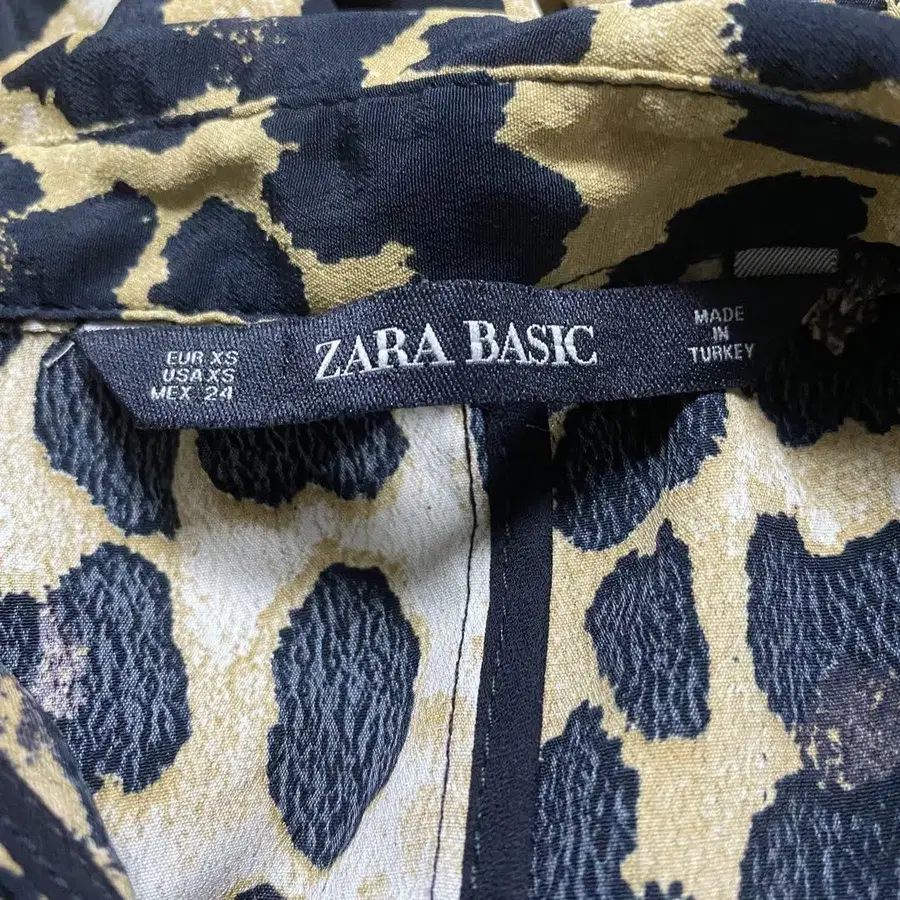 EUR XS
USA XS
MEX 24
ZARA BASIC
MADE
IN
TURKEY